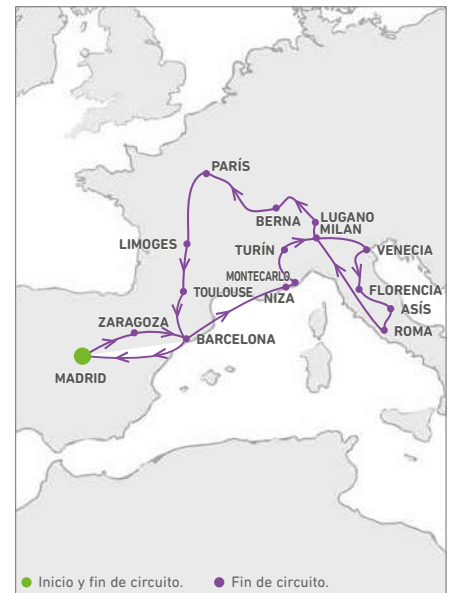 PARÍS
BERNA
LUGANO
MILAN
LIMOGES
TURÍN
VENECIA
MONTECARLO
TOULOUSE
NIZA
FLORENCIA
ASÍS
ZARAGOZA
BARCELONA
ROMA
MADRID
Inicio y fin de circuito.
Fin de circuito.